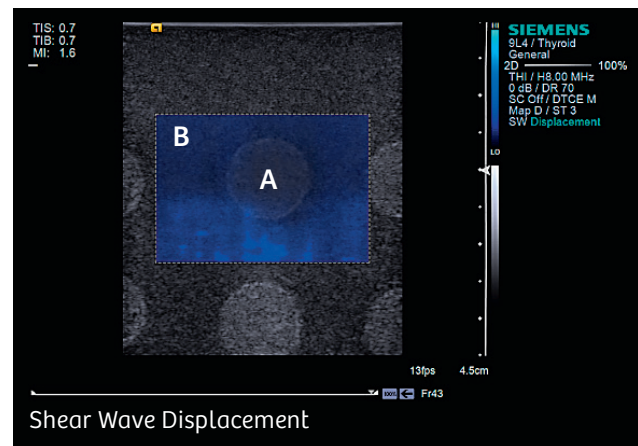 TIS: 0.7
TIB: 0.7
MI: 1.6
SIEMENS
9L4 / Thyroid
General
2D 100%
THI / H8.00 MHz
0 dB / DR 70
SC Off / DTCE M
Map D / ST 3
SW Displacement
HI
LO
B
A
13fps 4.5cm
100% Fr43
Shear Wave Displacement